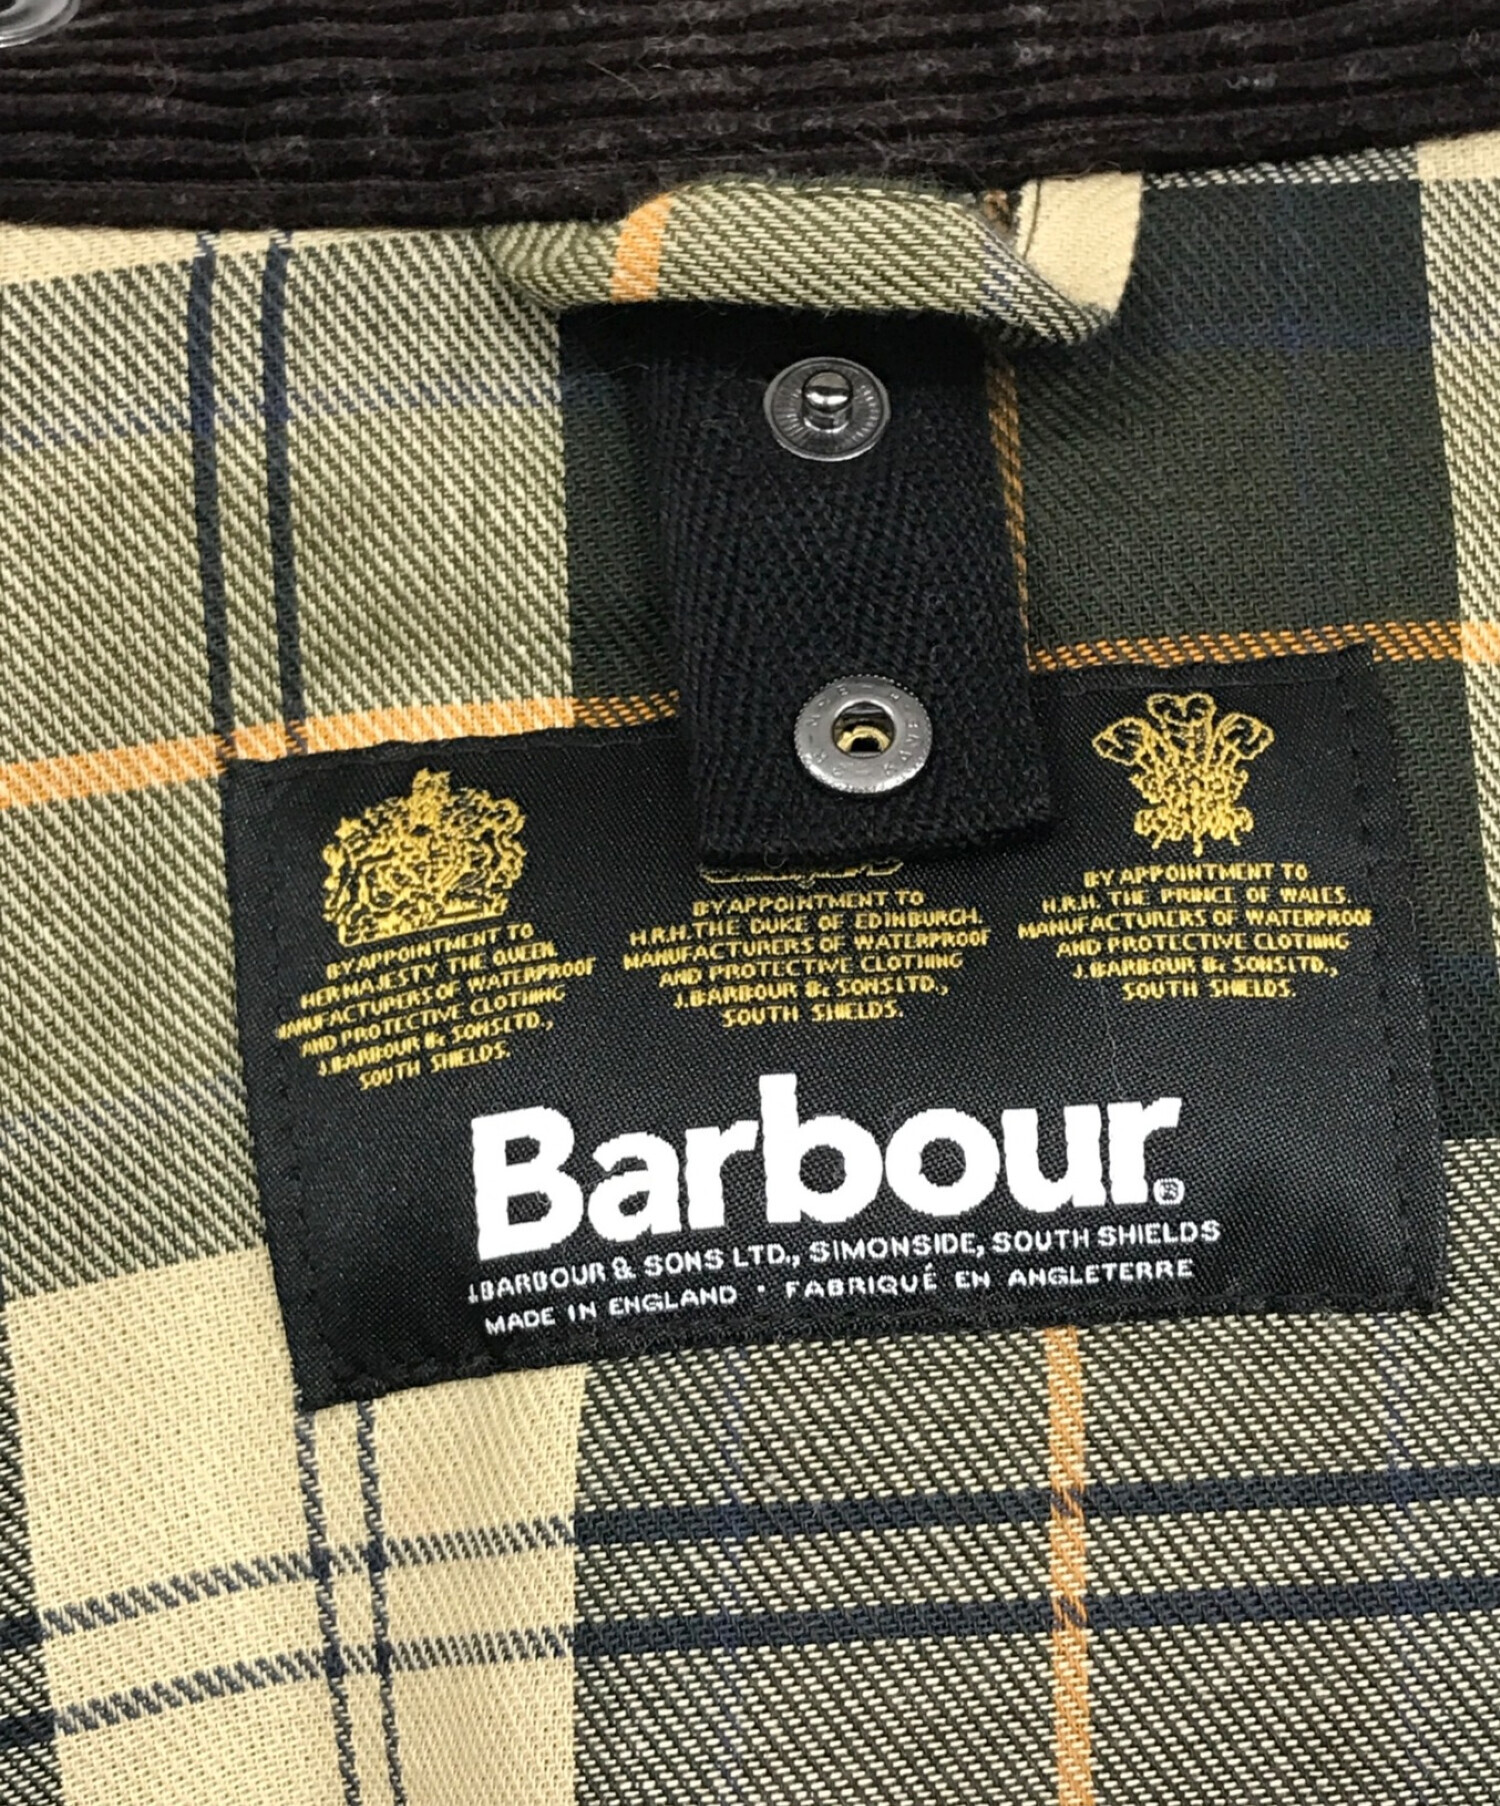 BY APPOINTMENT TO
HER MAJESTY THE QUEEN
MANUFACTURERS OF WATERPROOF
AND PROTECTIVE CLOTHING
J.BARBOUR & SONS LTD.,
SOUTH SHIELDS.
BY APPOINTMENT TO
H.R.H. THE DUKE OF EDINBURGH.
MANUFACTURERS OF WATERPROOF
AND PROTECTIVE CLOTHING
J.BARBOUR & SONS LTD.,
SOUTH SHIELDS.
BY APPOINTMENT TO
H.R.H. THE PRINCE OF WALES.
MANUFACTURERS OF WATERPROOF
AND PROTECTIVE CLOTHING
J.BARBOUR & SONS LTD.,
SOUTH SHIELDS.
Barbour®
J.BARBOUR & SONS LTD., SIMONSIDE, SOUTH SHIELDS
MADE IN ENGLAND · FABRIQUÉ EN ANGLETERRE